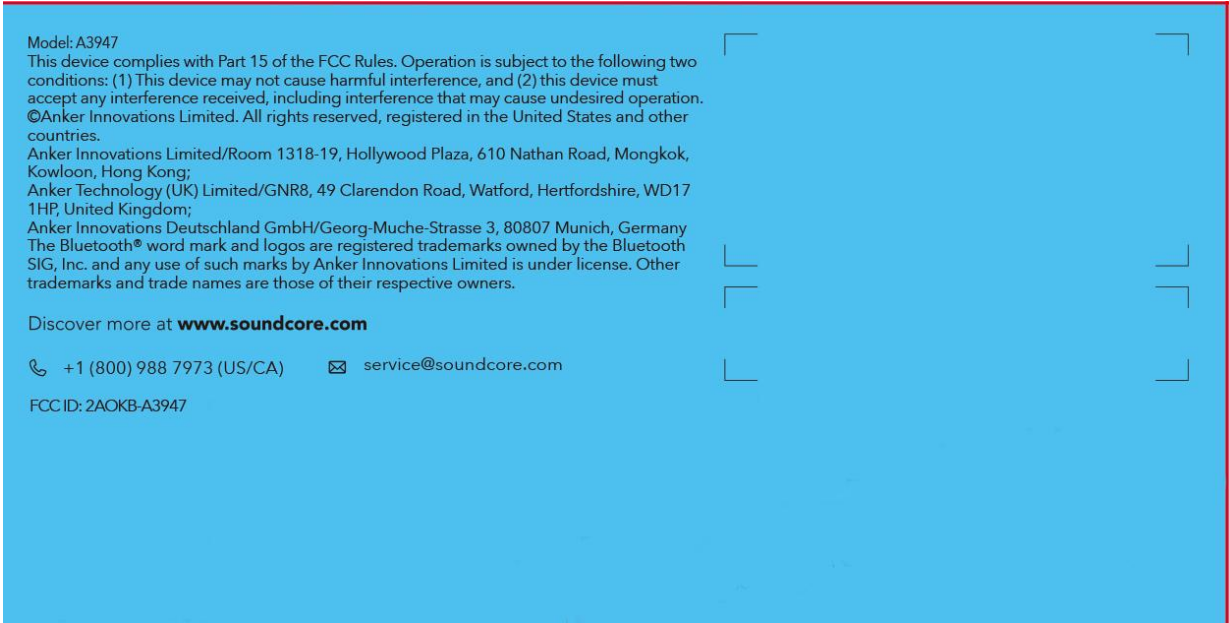 Model: A3947
This device complies with Part 15 of the FCC Rules. Operation is subject to the following two
conditions: (1) This device may not cause harmful interference, and (2) this device must
accept any interference received, including interference that may cause undesired operation.
©Anker Innovations Limited. All rights reserved, registered in the United States and other
countries.
Anker Innovations Limited/Room 1318-19, Hollywood Plaza, 610 Nathan Road, Mongkok,
Kowloon, Hong Kong;
Anker Technology (UK) Limited/GNR8, 49 Clarendon Road, Watford, Hertfordshire, WD17
1HP, United Kingdom;
Anker Innovations Deutschland GmbH/Georg-Muche-Strasse 3, 80807 Munich, Germany
The Bluetooth® word mark and logos are registered trademarks owned by the Bluetooth
SIG, Inc. and any use of such marks by Anker Innovations Limited is under license. Other
trademarks and trade names are those of their respective owners.
Discover more at www.soundcore.com
+1 (800) 988 7973 (US/CA) service@soundcore.com
FCC ID: 2AOKB-A3947